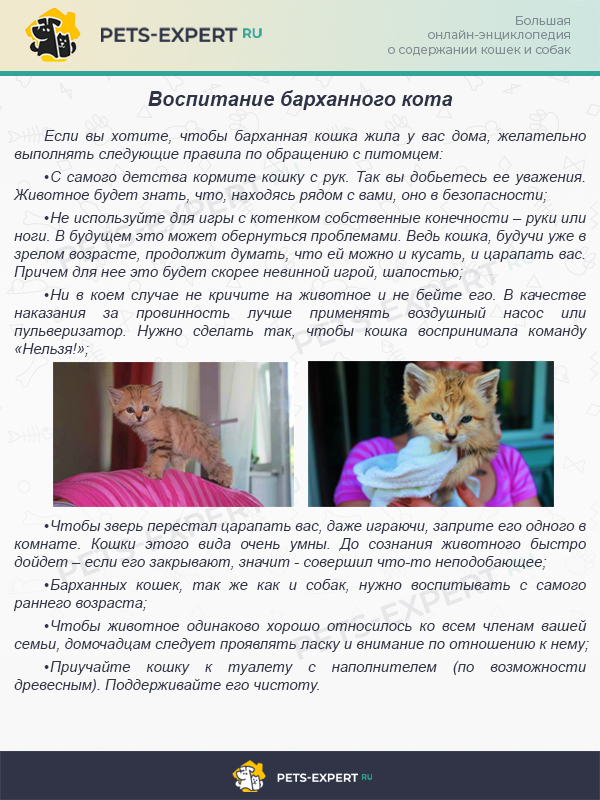 PETS-EXPERT RU
Большая
онлайн-энциклопедия
о содержании кошек и собак
Воспитание барханного кота
Если вы хотите, чтобы барханная кошка жила у вас дома, желательно
выполнять следующие правила по обращению с питомцем:
•С самого детства кормите кошку с рук. Так вы добьетесь ее уважения.
Животное будет знать, что, находясь рядом с вами, оно в безопасности;
•Не используйте для игры с котенком собственные конечности – руки или
ноги. В будущем это может обернуться проблемами. Ведь кошка, будучи уже в
зрелом возрасте, продолжит думать, что ей можно и кусать, и царапать вас.
Причем для нее это будет скорее невинной игрой, шалостью;
•Ни в коем случае не кричите на животное и не бейте его. В качестве
наказания за провинность лучше применять воздушный насос или
пульверизатор. Нужно сделать так, чтобы кошка воспринимала команду
«Нельзя!»;
•Чтобы зверь перестал царапать вас, даже играючи, заприте его одного в
комнате. Кошки этого вида очень умны. До сознания животного быстро
дойдет – если его закрывают, значит - совершил что-то неподобающее;
•Барханных кошек, так же как и собак, нужно воспитывать с самого
раннего возраста;
•Чтобы животное одинаково хорошо относилось ко всем членам вашей
семьи, домочадцам следует проявлять ласку и внимание по отношению к нему;
•Приучайте кошку к туалету с наполнителем (по возможности
древесным). Поддерживайте его чистоту.
PETS-EXPERT RU